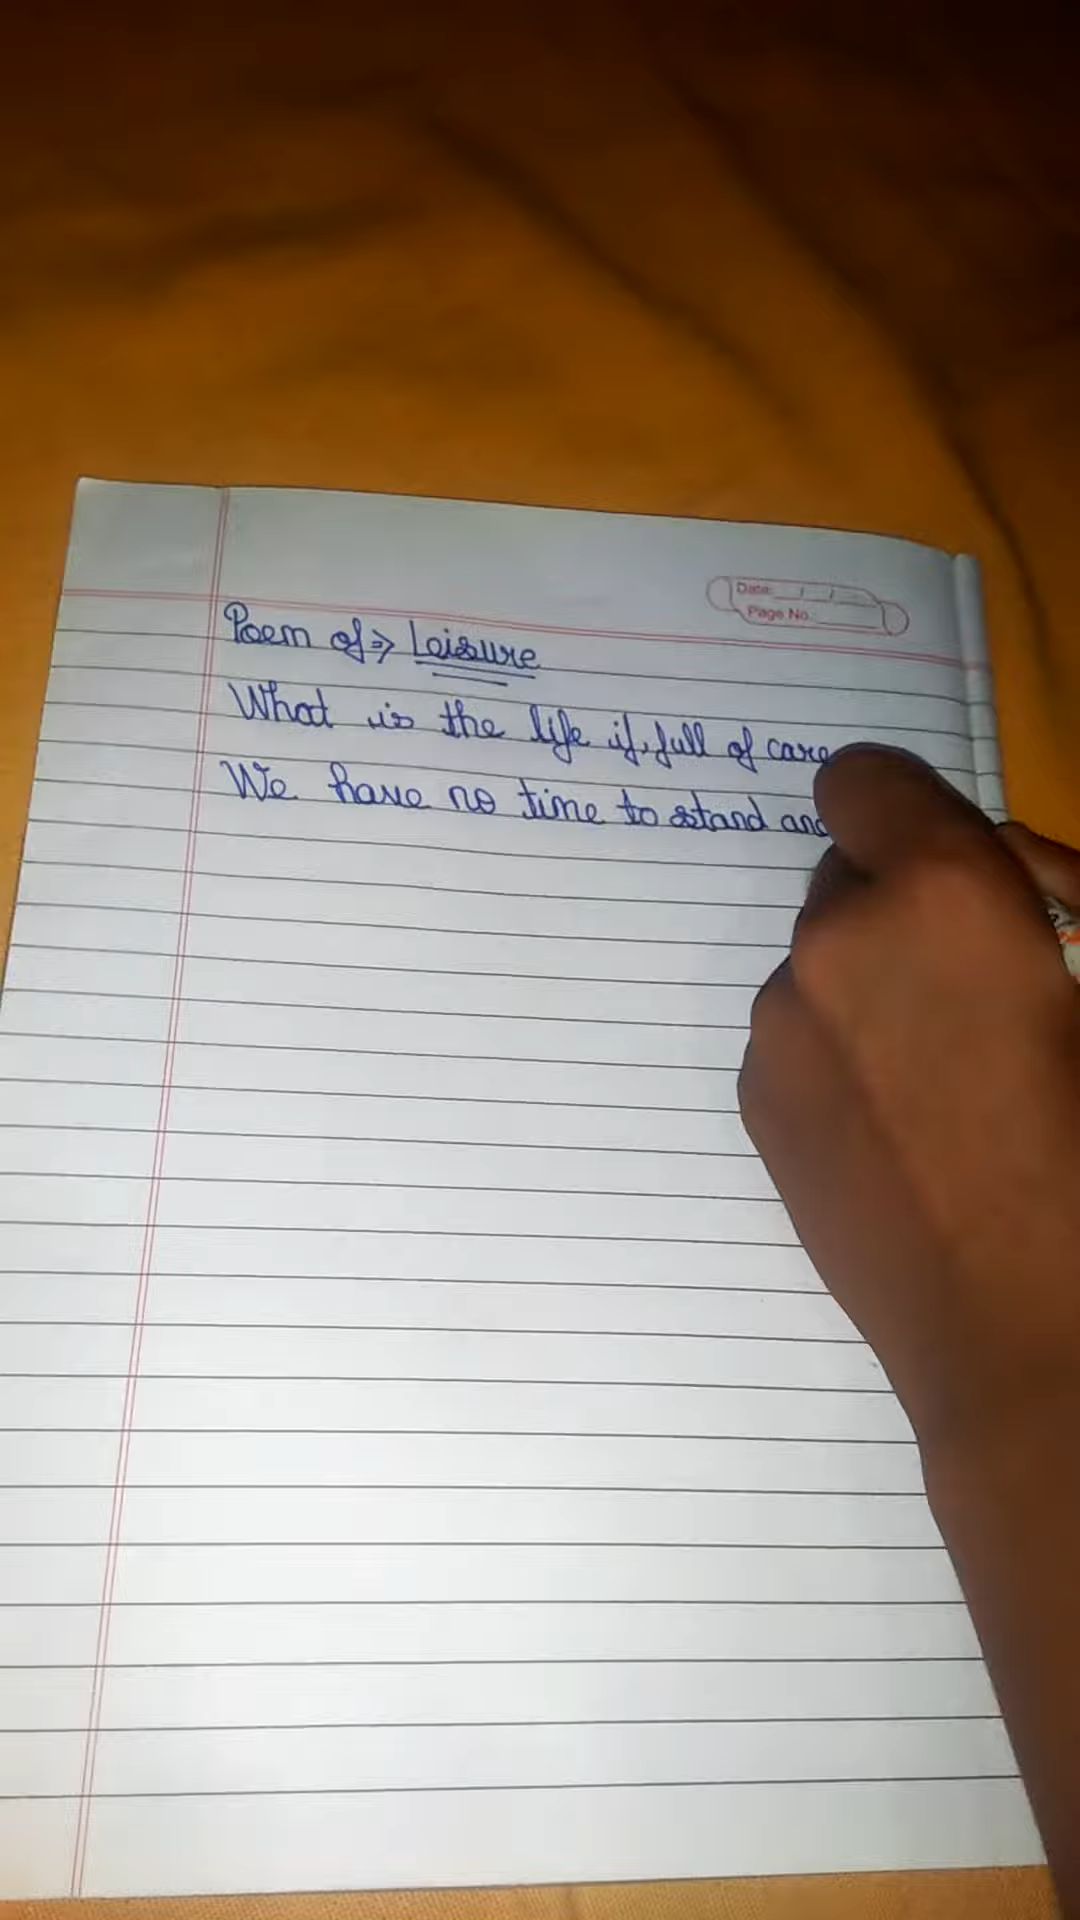 Date: / /
Page No.
Poem of ⇒ Leisure
What is the life if, full of care
We have no time to stand and